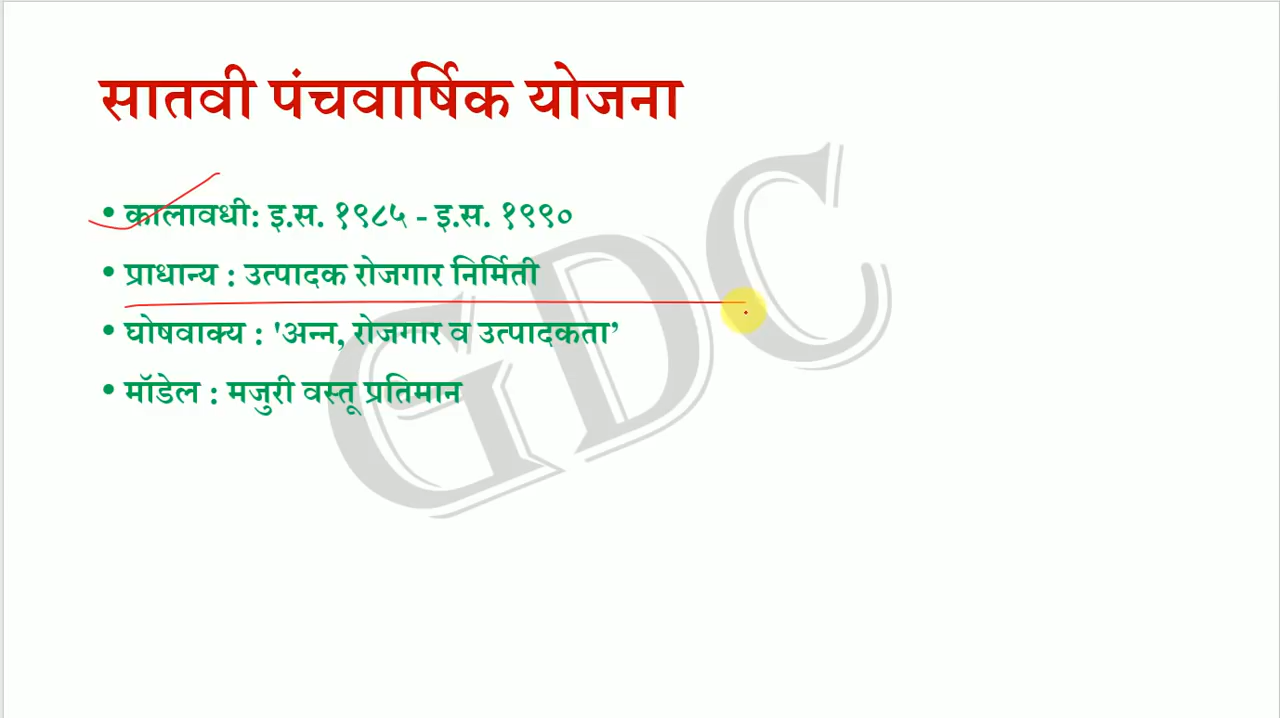 सातवी पंचवार्षिक योजना
• कालावधी: इ.स. १९८५ - इ.स. १९९०
• प्राधान्य : उत्पादक रोजगार निर्मिती
• घोषवाक्य : 'अन्न, रोजगार व उत्पादकता’
• मॉडेल : मजुरी वस्तू प्रतिमान
GDC